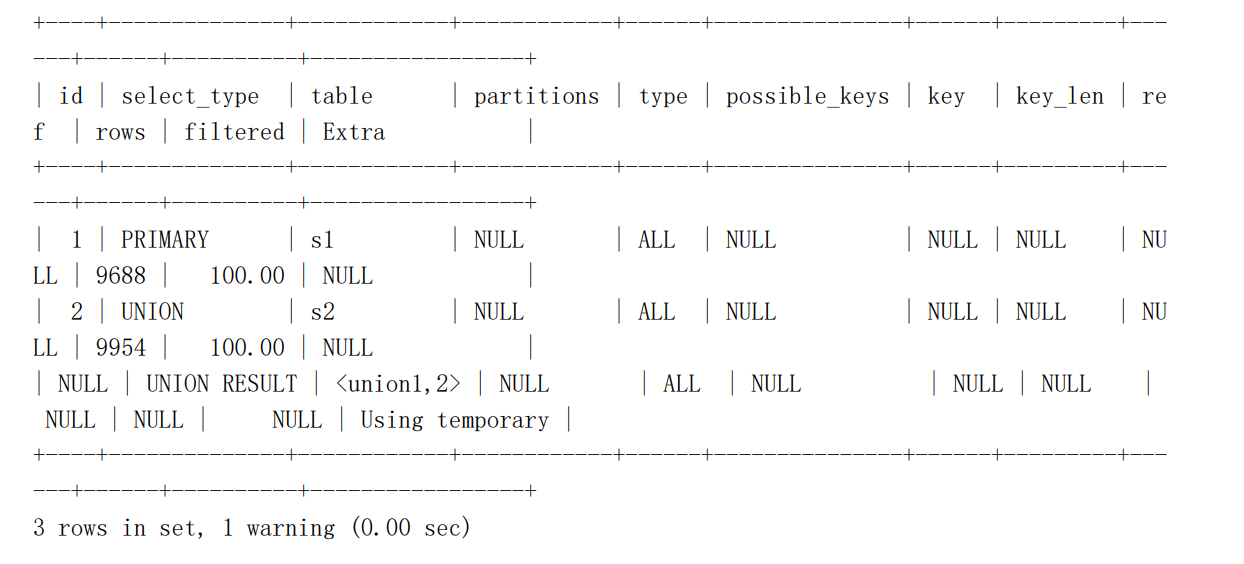 +----+--------------+------------+------------+------+---------------+------+---------+---
---+------+----------+-----------------+
| id | select_type  | table      | partitions | type | possible_keys | key  | key_len | re
f  | rows | filtered | Extra           |
+----+--------------+------------+------------+------+---------------+------+---------+---
---+------+----------+-----------------+
|  1 | PRIMARY      | s1         | NULL       | ALL  | NULL          | NULL | NULL    | NU
LL | 9688 |   100.00 | NULL            |
|  2 | UNION        | s2         | NULL       | ALL  | NULL          | NULL | NULL    | NU
LL | 9954 |   100.00 | NULL            |
| NULL | UNION RESULT | <union1,2> | NULL       | ALL  | NULL          | NULL | NULL    |
 NULL | NULL |     NULL | Using temporary |
+----+--------------+------------+------------+------+---------------+------+---------+---
---+------+----------+-----------------+
3 rows in set, 1 warning (0.00 sec)